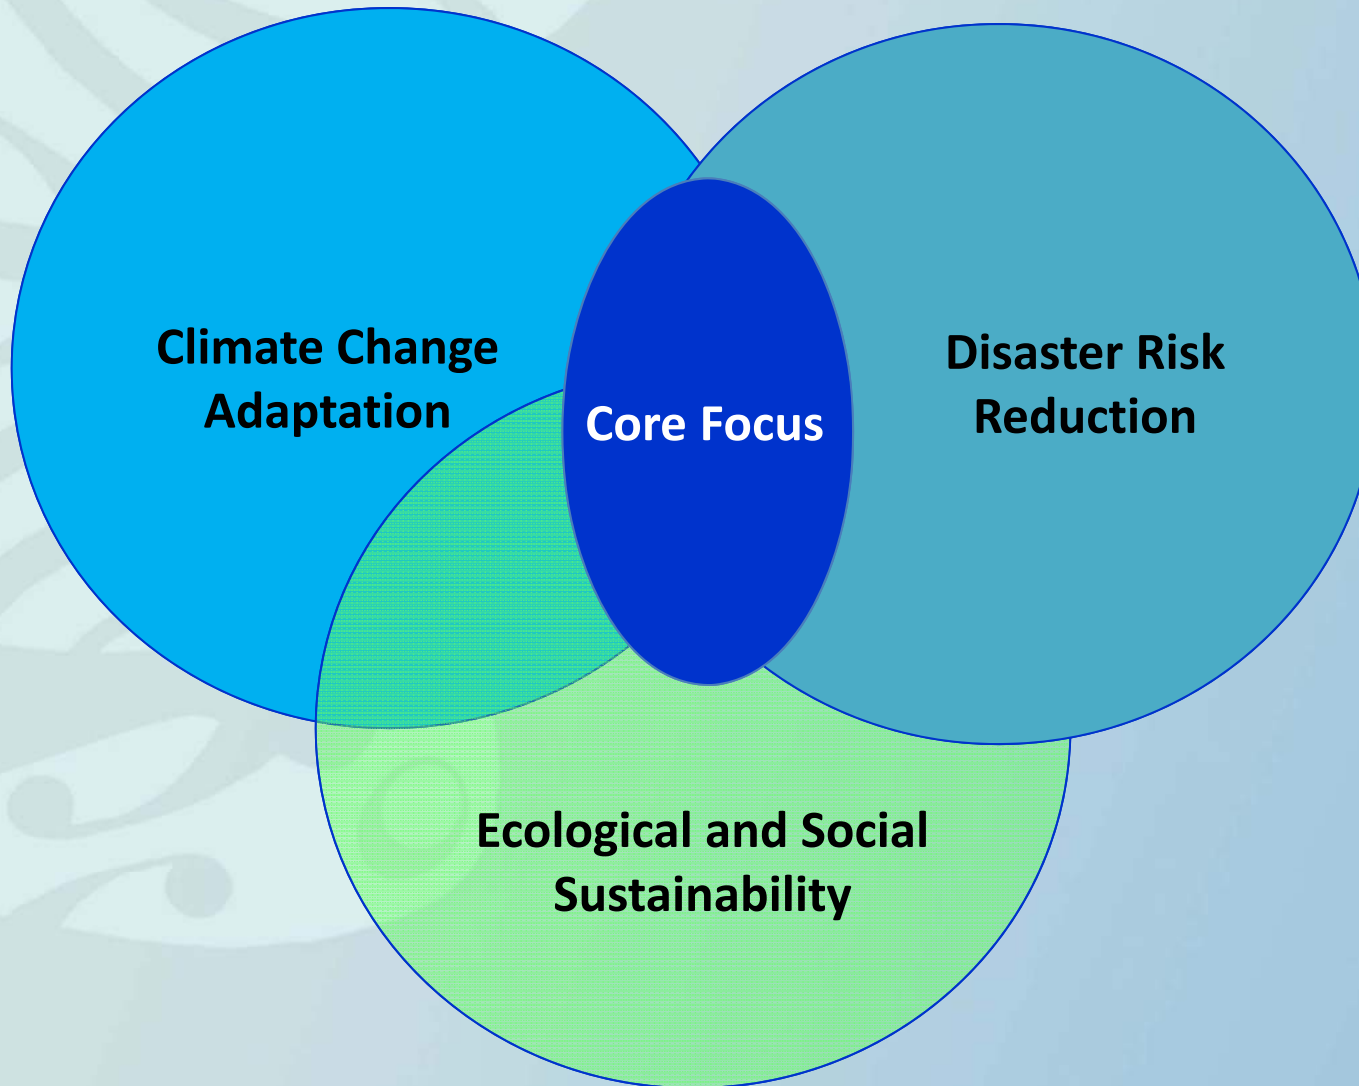 Climate Change
Adaptation
Core Focus
Disaster Risk
Reduction
Ecological and Social
Sustainability